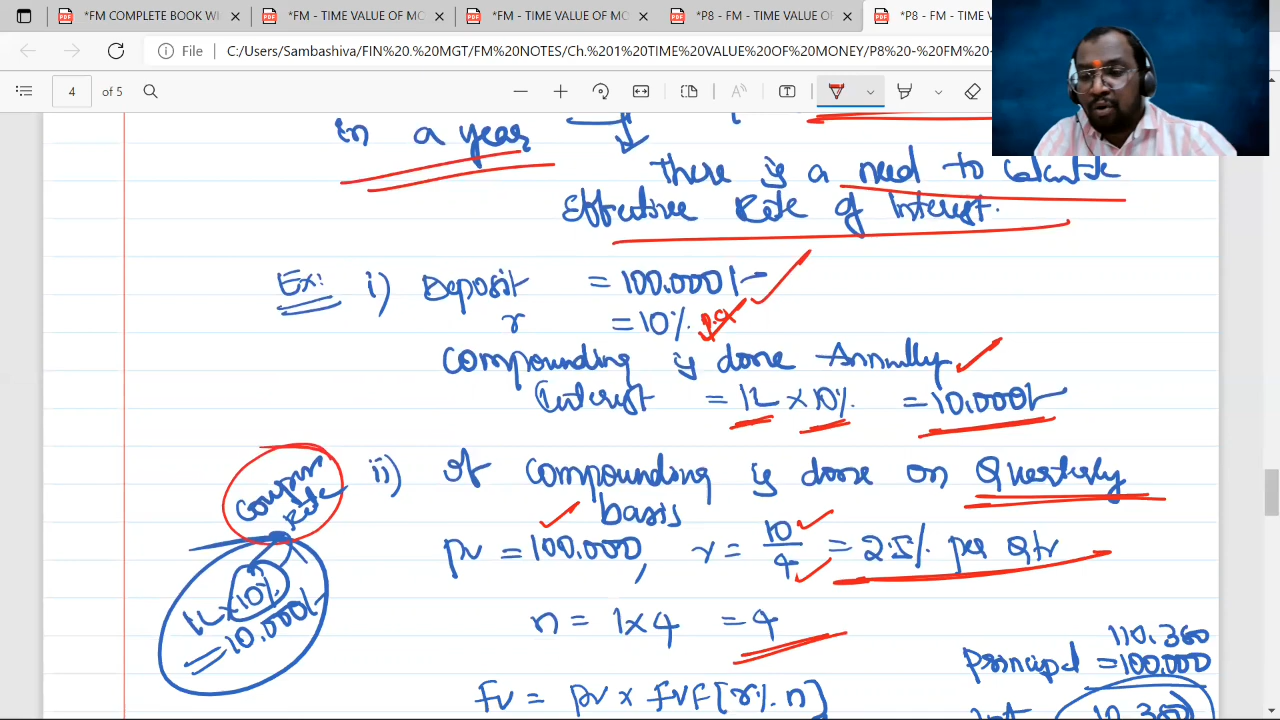 *FM COMPLETE BOOK WI
*FM - TIME VALUE OF MO
*FM - TIME VALUE OF MO
*P8 - FM - TIME VALUE OF
*P8 - FM - TIME V
File C:/Users/Sambashiva/FIN%20.%20MGT/FM%20NOTES/Ch.%201%20TIME%20VALUE%20OF%20MONEY/P8%20-%20FM%20-
4 of 5
in a year
there is a need to Calculate
Effective Rate of Interest.
Ex: i) Deposit = 100.000/-
r = 10% p.a
Compounding is done Annually
Interest = 1L x 10% = 10.000/-
ii) If compounding is done on Quarterly
basis
Coupon
Rate
PV = 100.000, r = 10/4 = 2.5% per Qtr
1L x 10%
= 10.000/-
n = 1x4 = 4
110.380
Principal = 100.000
FV = PV x FVF [r%. n]
Int 10.380